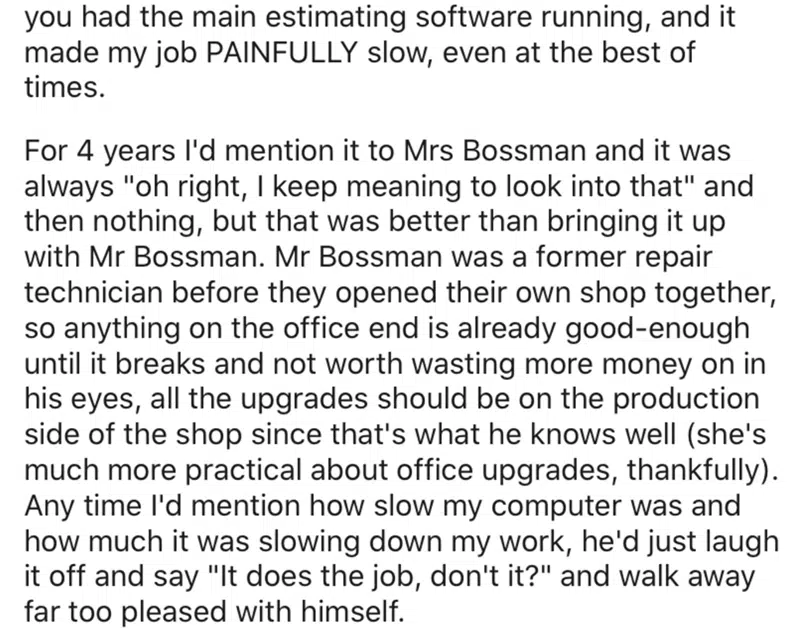 you had the main estimating software running, and it
made my job PAINFULLY slow, even at the best of
times.
For 4 years I'd mention it to Mrs Bossman and it was
always "oh right, I keep meaning to look into that" and
then nothing, but that was better than bringing it up
with Mr Bossman. Mr Bossman was a former repair
technician before they opened their own shop together,
so anything on the office end is already good-enough
until it breaks and not worth wasting more money on in
his eyes, all the upgrades should be on the production
side of the shop since that's what he knows well (she's
much more practical about office upgrades, thankfully).
Any time I'd mention how slow my computer was and
how much it was slowing down my work, he'd just laugh
it off and say "It does the job, don't it?" and walk away
far too pleased with himself.